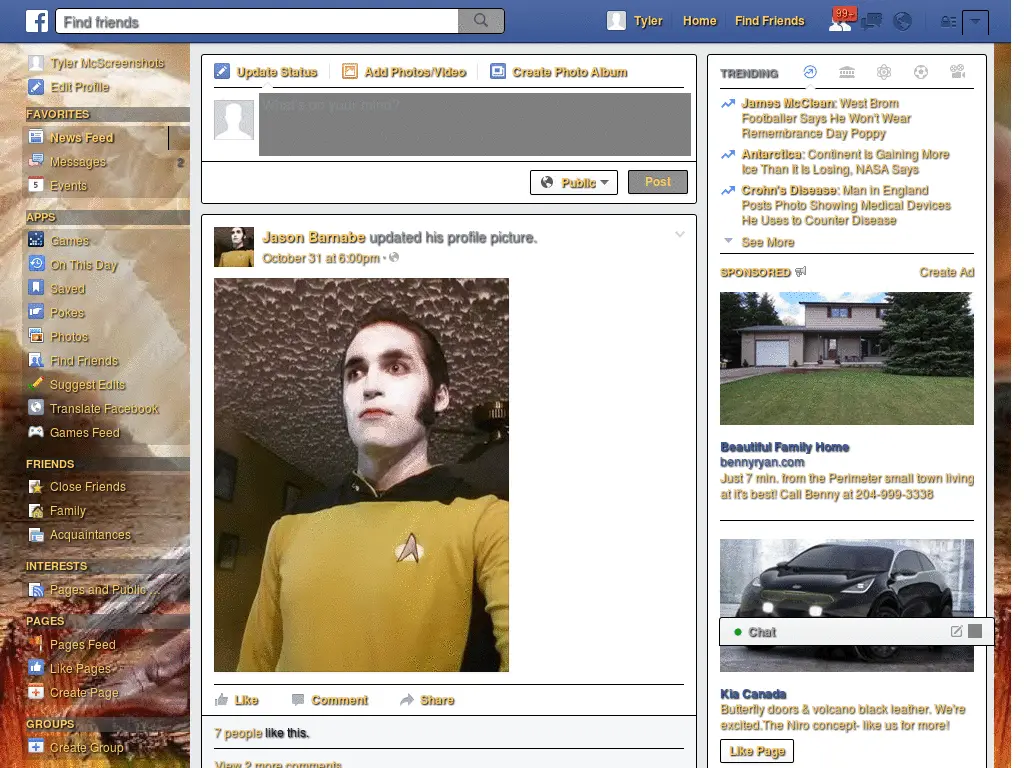 f
Find friends
Tyler
Home
Find Friends
99+
Tyler McScreenshots
Edit Profile
FAVORITES
News Feed
Messages
2
Events
5
APPS
Games
On This Day
Saved
Pokes
Photos
Find Friends
Suggest Edits
Translate Facebook
Games Feed
FRIENDS
Close Friends
Family
Acquaintances
INTERESTS
Pages and Public ...
PAGES
Pages Feed
Like Pages
Create Page
GROUPS
Create Group
Update Status
Add Photos/Video
Create Photo Album
What's on your mind?
Public
Post
Jason Barnabe updated his profile picture.
October 31 at 6:00pm ·
Like
Comment
Share
7 people like this.
View 2 more comments
TRENDING
James McClean: West Brom
Footballer Says He Won't Wear
Remembrance Day Poppy
Antarctica: Continent Is Gaining More
Ice Than It Is Losing, NASA Says
Crohn's Disease: Man in England
Posts Photo Showing Medical Devices
He Uses to Counter Disease
See More
SPONSORED
Create Ad
Beautiful Family Home
bennyryan.com
Just 7 min. from the Perimeter small town living
at it's best! Call Benny at 204-999-3336
Chat
Kia Canada
Butterfly doors & volcano black leather. We're
excited.The Niro concept- like us for more!
Like Page